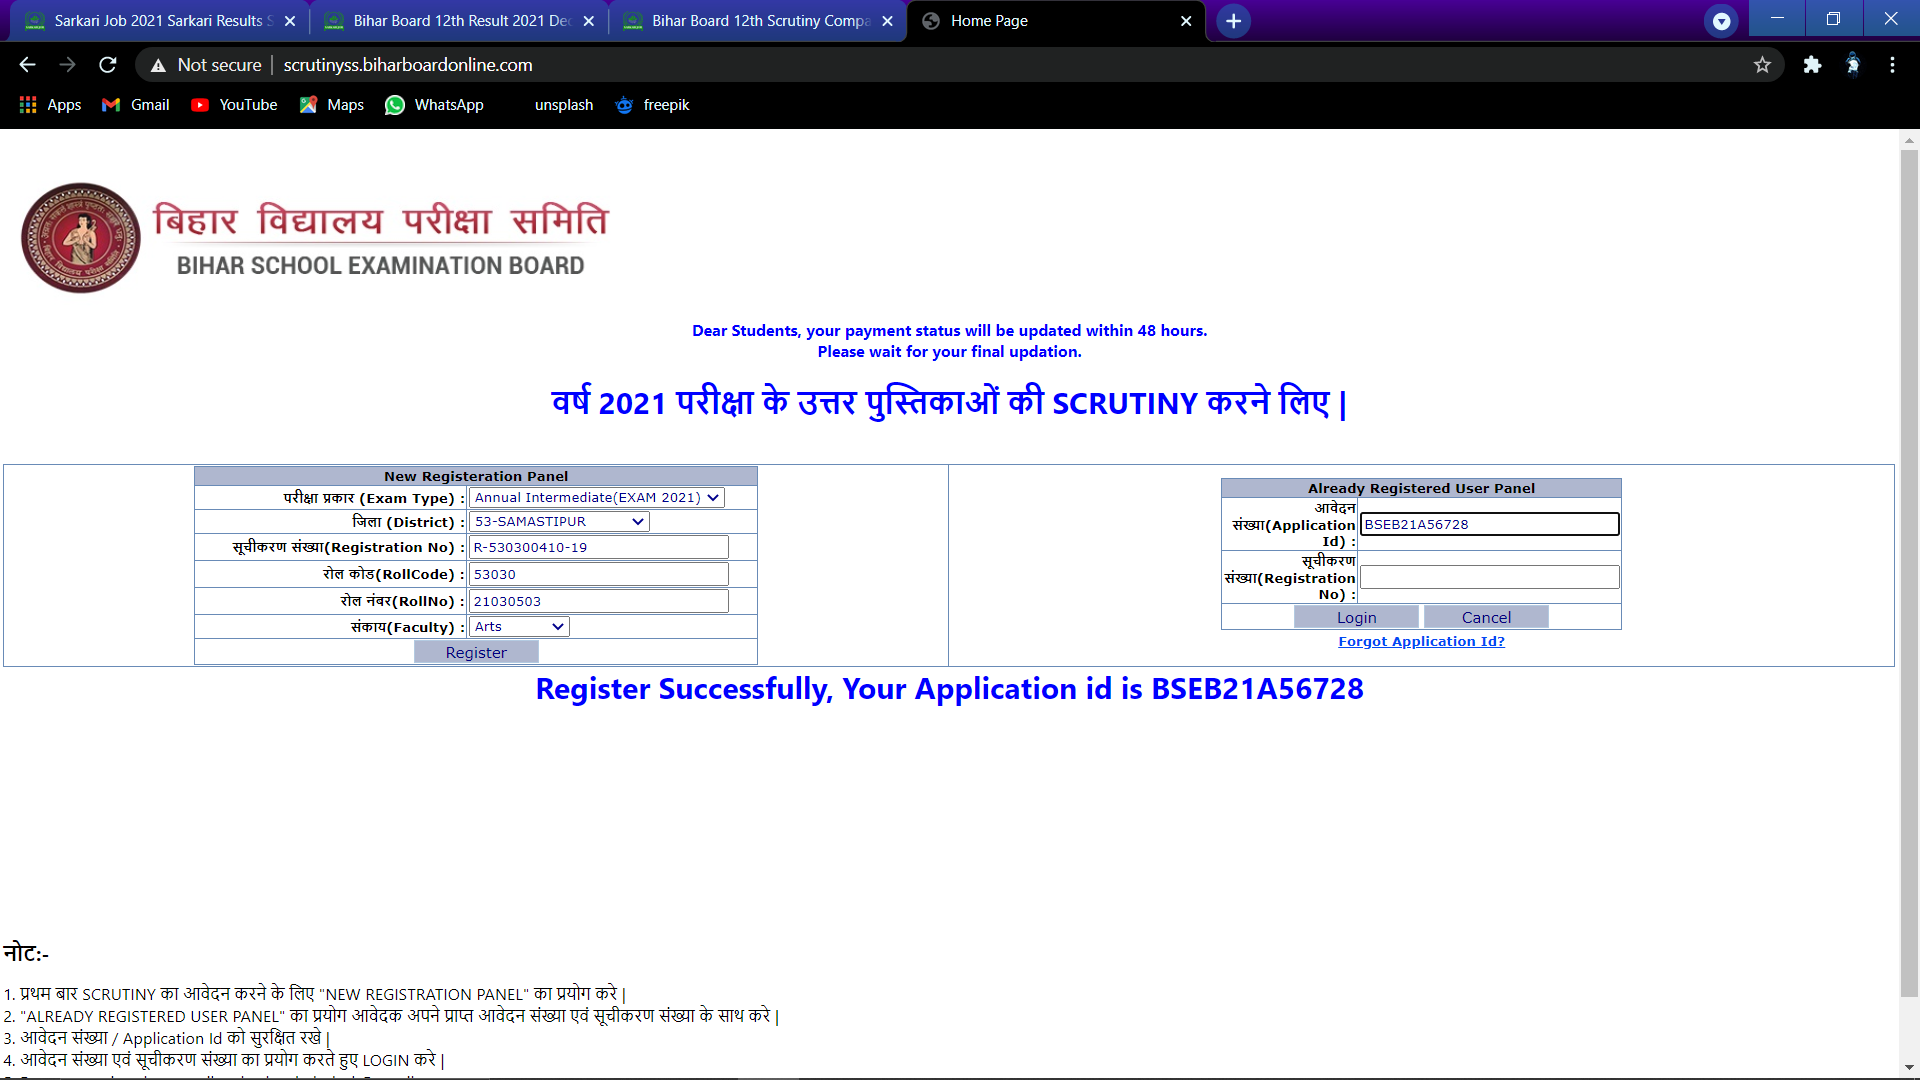 Sarkari Job 2021 Sarkari Results S
Bihar Board 12th Result 2021 Dec
Bihar Board 12th Scrutiny Compa
Home Page
Not secure
scrutinyss.biharboardonline.com
Apps
Gmail
YouTube
Maps
WhatsApp
unsplash
freepik
बिहार विद्यालय परीक्षा समिति
BIHAR SCHOOL EXAMINATION BOARD
Dear Students, your payment status will be updated within 48 hours.
Please wait for your final updation.
वर्ष 2021 परीक्षा के उत्तर पुस्तिकाओं की SCRUTINY करने लिए |
New Registeration Panel
परीक्षा प्रकार (Exam Type) : Annual Intermediate(EXAM 2021)
जिला (District) : 53-SAMASTIPUR
सूचीकरण संख्या(Registration No) : R-530300410-19
रोल कोड(RollCode) : 53030
रोल नंबर(RollNo) : 21030503
संकाय(Faculty) : Arts
Register
Already Registered User Panel
आवेदन
संख्या(Application BSEB21A56728
Id) :
सूचीकरण
संख्या(Registration
No) :
Login Cancel
Forgot Application Id?
Register Successfully, Your Application id is BSEB21A56728
नोट:-
1. प्रथम बार SCRUTINY का आवेदन करने के लिए "NEW REGISTRATION PANEL" का प्रयोग करे |
2. "ALREADY REGISTERED USER PANEL" का प्रयोग आवेदक अपने प्राप्त आवेदन संख्या एवं सूचीकरण संख्या के साथ करे |
3. आवेदन संख्या / Application Id को सुरक्षित रखे |
4. आवेदन संख्या एवं सूचीकरण संख्या का प्रयोग करते हुए LOGIN करे |